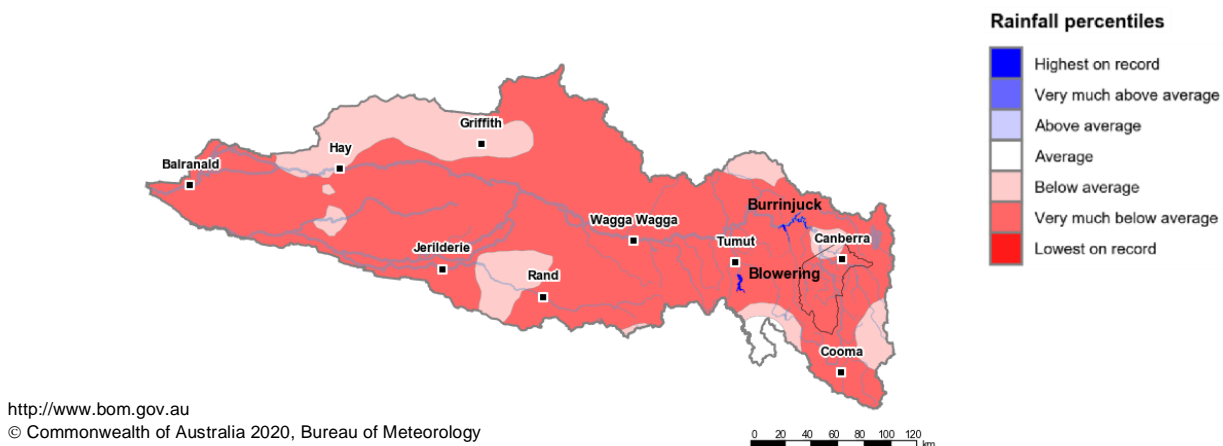 Rainfall percentiles
Highest on record
Very much above average
Above average
Average
Below average
Very much below average
Lowest on record
Griffith
Hay
Balranald
Burrinjuck
Wagga Wagga
Tumut
Canberra
Jerilderie
Rand
Blowering
Cooma
http://www.bom.gov.au
© Commonwealth of Australia 2020, Bureau of Meteorology
0 20 40 60 80 100 120
km